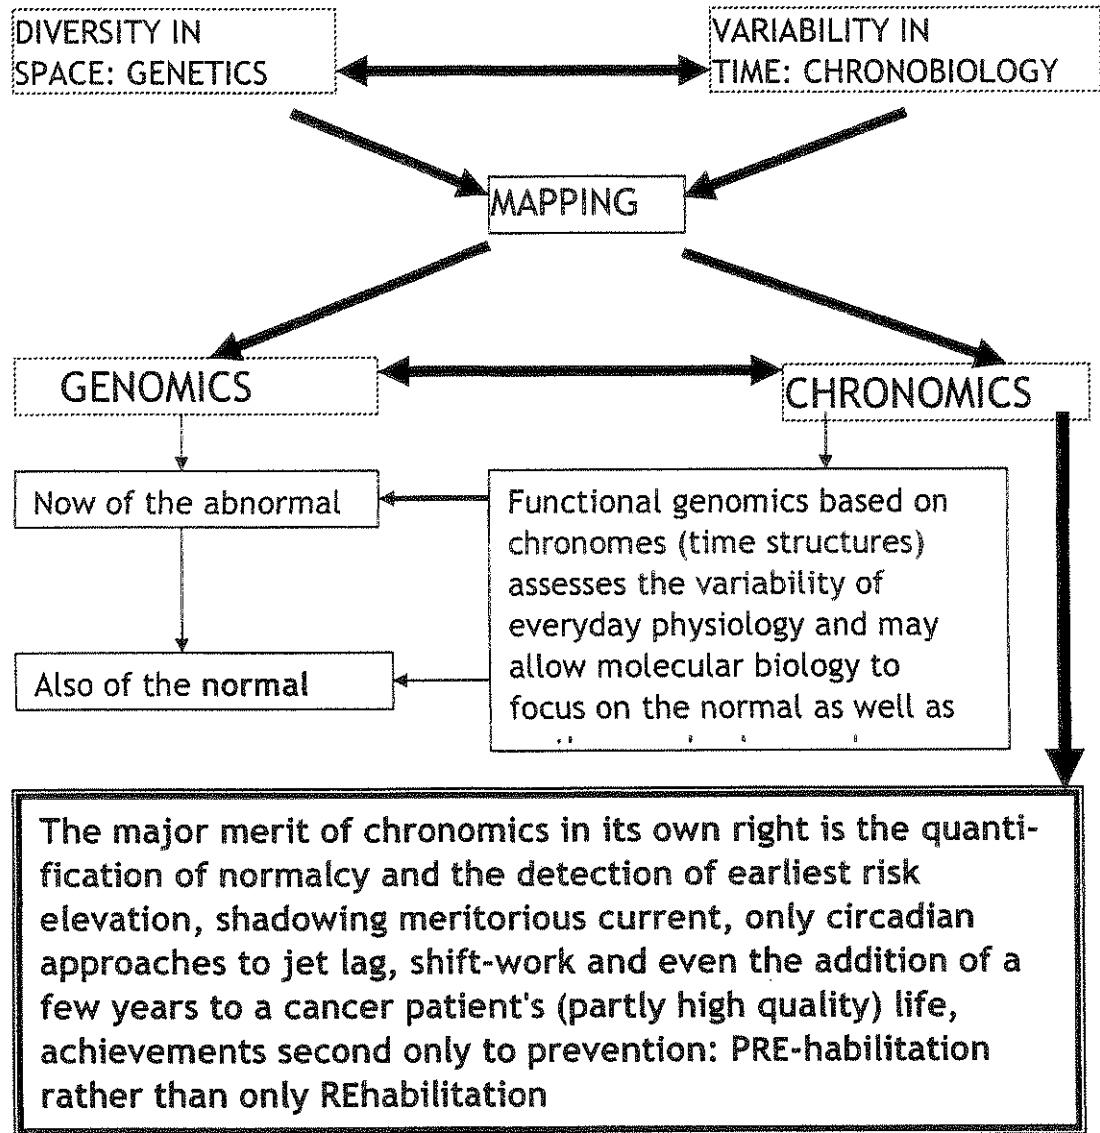 DIVERSITY IN
SPACE: GENETICS
VARIABILITY IN
TIME: CHRONOBIOLOGY
MAPPING
GENOMICS
CHRONOMICS
Now of the abnormal
Also of the normal
Functional genomics based on
chronomes (time structures)
assesses the variability of
everyday physiology and may
allow molecular biology to
focus on the normal as well as
The major merit of chronomics in its own right is the quanti-
fication of normalcy and the detection of earliest risk
elevation, shadowing meritorious current, only circadian
approaches to jet lag, shift-work and even the addition of a
few years to a cancer patient's (partly high quality) life,
achievements second only to prevention: PRE-habilitation
rather than only REhabilitation